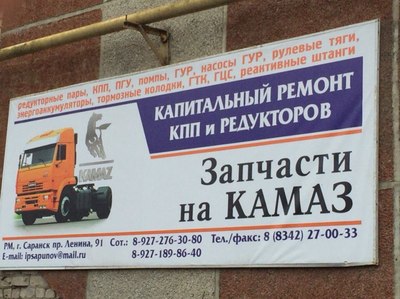 редукторные пары, КПП, ПГУ, помпы, ГУР, насосы ГУР, рулевые тяги,
энергоаккумуляторы, тормозные колодки, ГТК, ГЦС, реактивные штанги
КАПИТАЛЬНЫЙ РЕМОНТ
КПП и РЕДУКТОРОВ
KAMAZ
Запчасти
на КАМАЗ
РМ, г. Саранск пр. Ленина, 91 Сот.: 8-927-276-30-80 Тел./факс: 8 (8342) 27-00-33
E-mail: ipsapunov@mail.ru 8-927-189-86-40